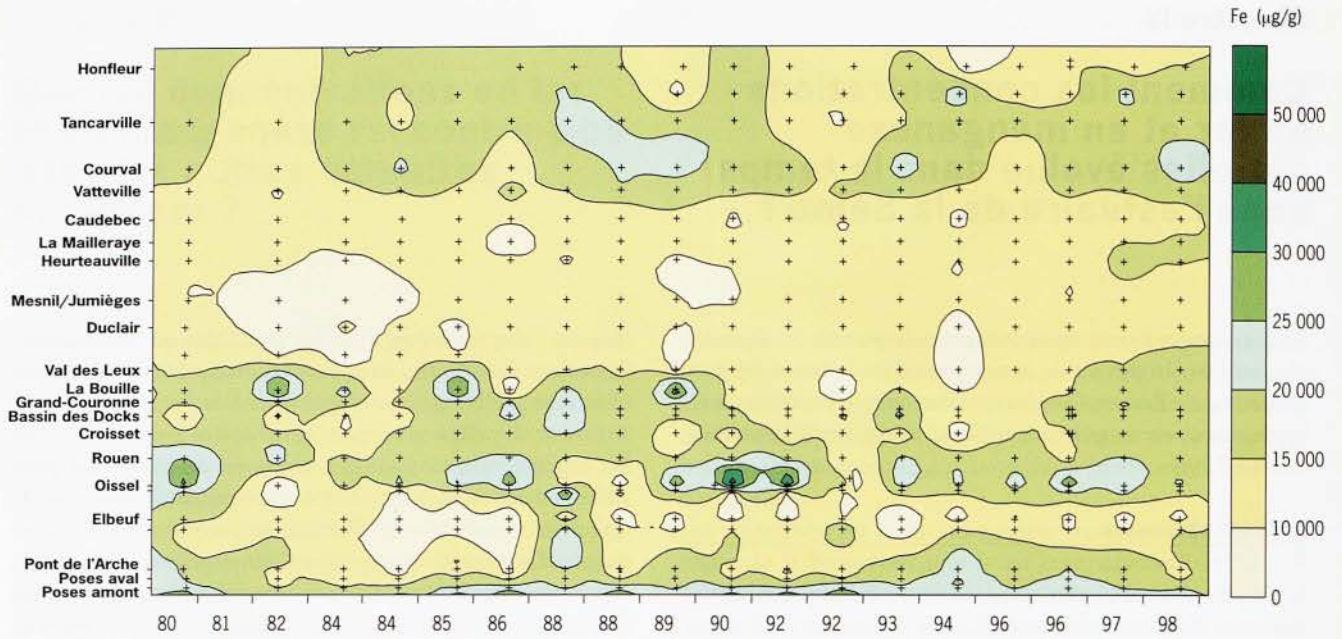 Fe (µg/g)
Honfleur
Tancarville
Courval
Vatteville
Caudebec
La Mailleraye
Heurteauville
Mesnil/Jumièges
Duclair
Val des Leux
La Bouille
Grand-Couronne
Bassin des Docks
Croisset
Rouen
Oissel
Elbeuf
Pont de l'Arche
Poses aval
Poses amont
50 000
40 000
30 000
25 000
20 000
15 000
10 000
0
80 81 82 84 84 85 86 88 88 89 90 92 92 93 94 96 96 97 98